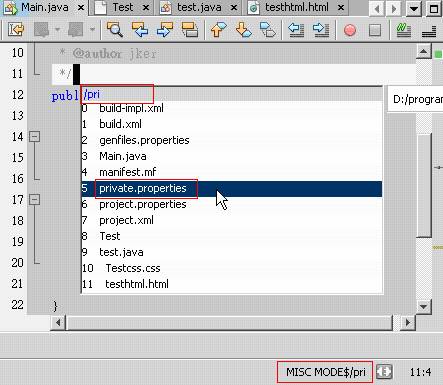 Main.java Test test.java testhtml.html
10 * @author jker
11 */
12 publ /pri
D:/program
0 build-impl.xml
1 build.xml
2 genfiles.properties
3 Main.java
4 manifest.mf
5 private.properties
6 project.properties
7 project.xml
8 Test
9 test.java
10 Testcss.css
11 testhtml.html
13
14
15
16
17
18
19
20
21
22 }
MISC MODE$/pri 11:4